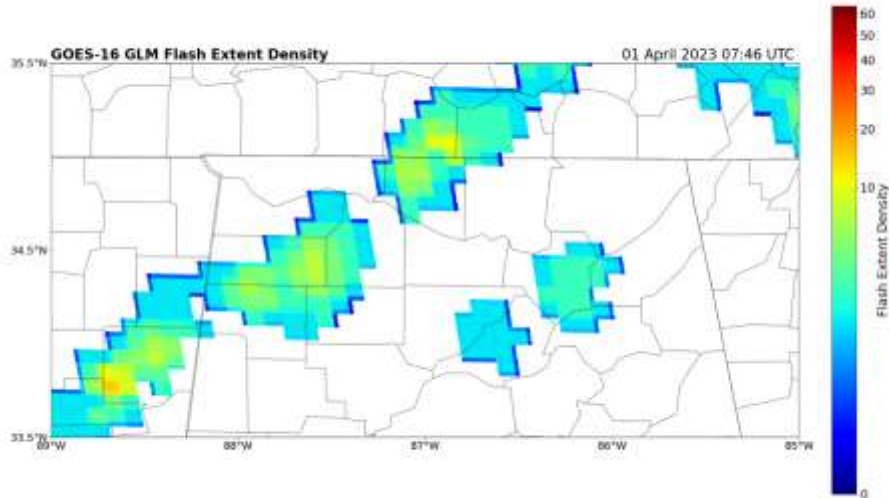 GOES-16 GLM Flash Extent Density 01 April 2023 07:46 UTC
35.5°N
34.5°N
33.5°N
89°W 88°W 87°W 86°W 85°W
60
50
40
30
20
10
0
Flash Extent Density